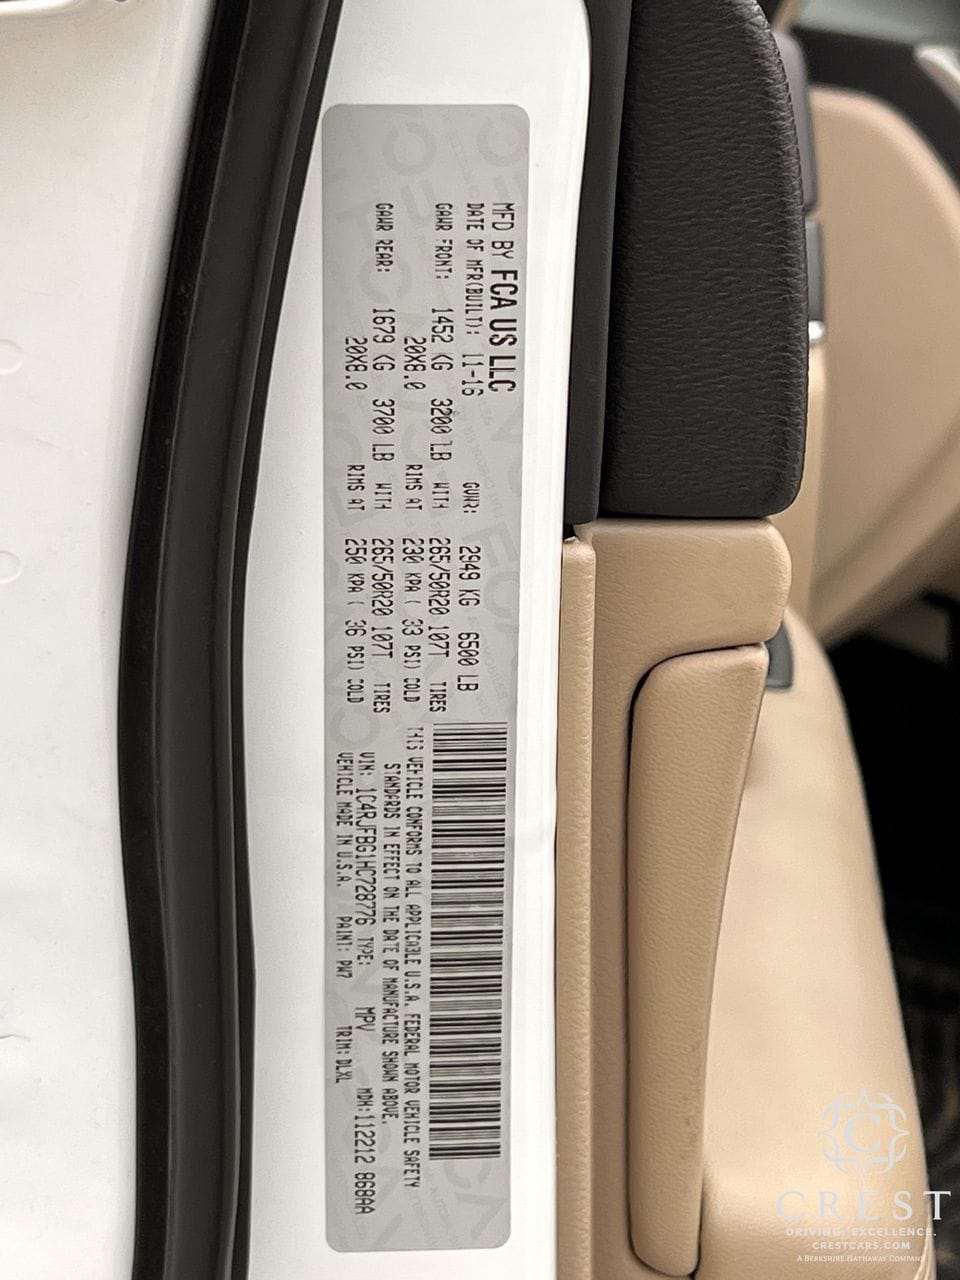 MFD BY FCA US LLC
DATE OF MFR(BUILT): 11-16 GVWR: 2949 KG 6500 LB
GAWR FRONT: 1452 KG 3200 LB WITH 265/50R20 107T TIRES
20X8.0 RIMS AT 230 KPA ( 33 PSI) COLD
GAWR REAR: 1679 KG 3700 LB WITH 265/50R20 107T TIRES
20X8.0 RIMS AT 250 KPA ( 36 PSI) COLD
THIS VEHICLE CONFORMS TO ALL APPLICABLE U.S.A. FEDERAL MOTOR VEHICLE SAFETY
STANDARDS IN EFFECT ON THE DATE OF MANUFACTURE SHOWN ABOVE.
VIN: 1C4RJFBG1HC728776 TYPE: MPV MDH:112212 868AA
VEHICLE MADE IN U.S.A. PAINT: PW7 TRIM: DLXL
CREST
DRIVING. EXCELLENCE.
CRESTCARS.COM
A BERKSHIRE HATHAWAY COMPANY